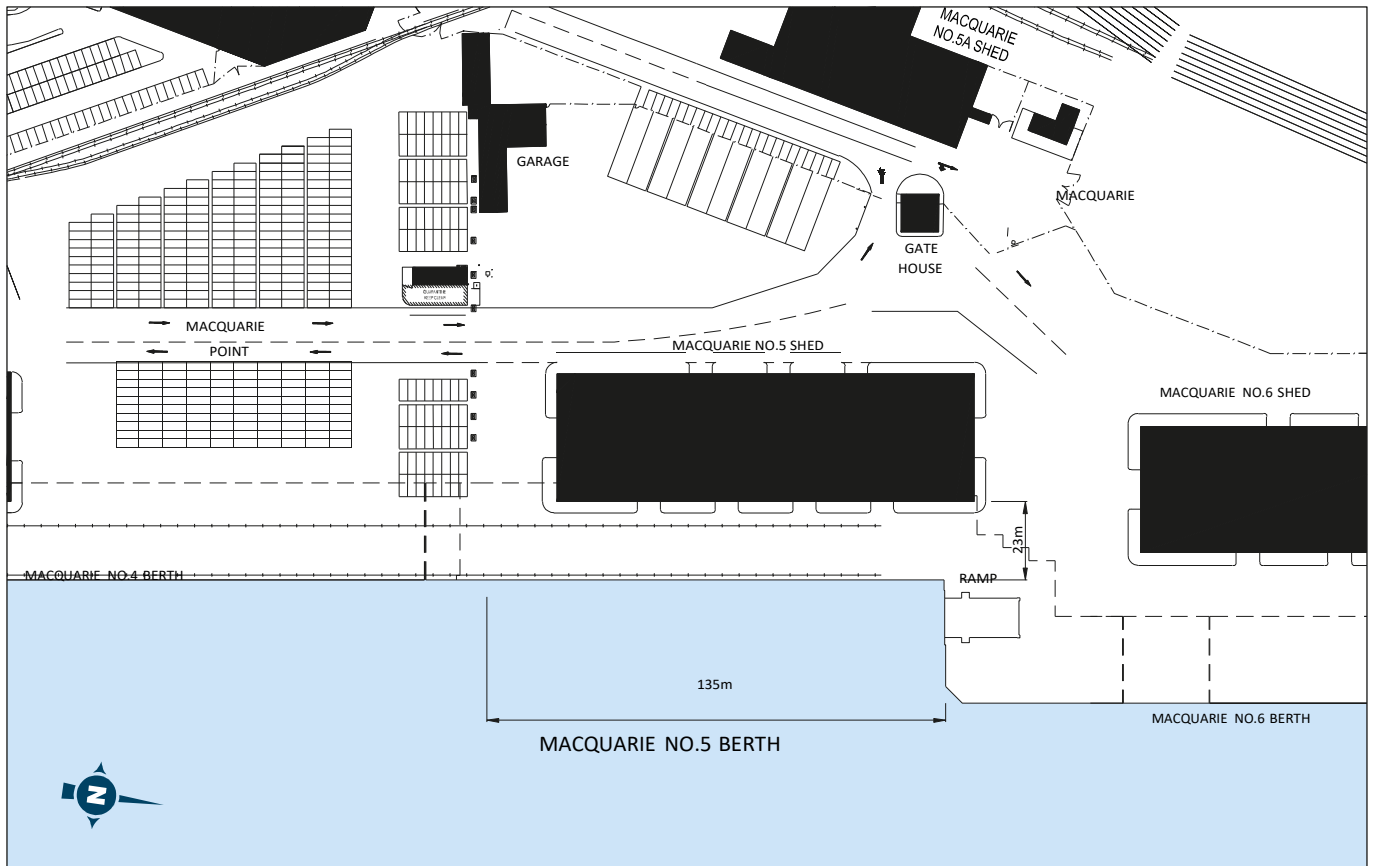 MACQUARIE
NO.5A SHED
GARAGE
MACQUARIE
GATE
HOUSE
MACQUARIE
POINT
MACQUARIE NO.5 SHED
MACQUARIE NO.6 SHED
23m
MACQUARIE NO.4 BERTH
RAMP
135m
MACQUARIE NO.6 BERTH
MACQUARIE NO.5 BERTH
N